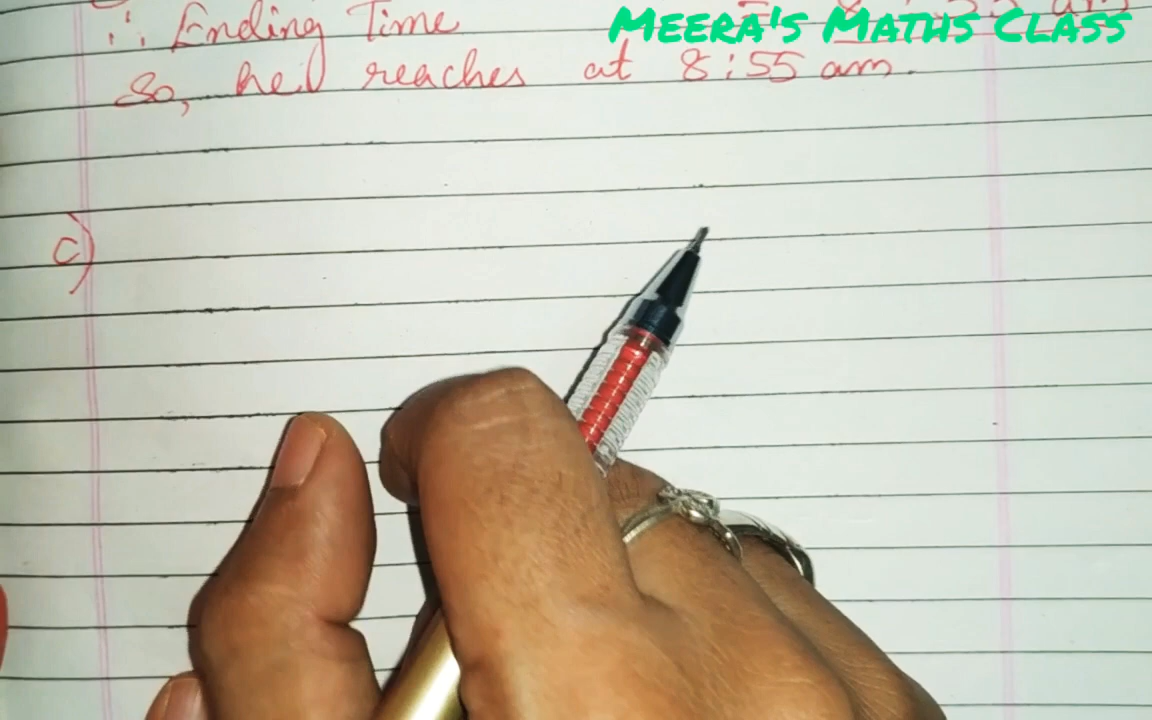 MEERA'S MATHS CLASS
∴ Ending Time =
So, he reaches at 8:55 am.
c)